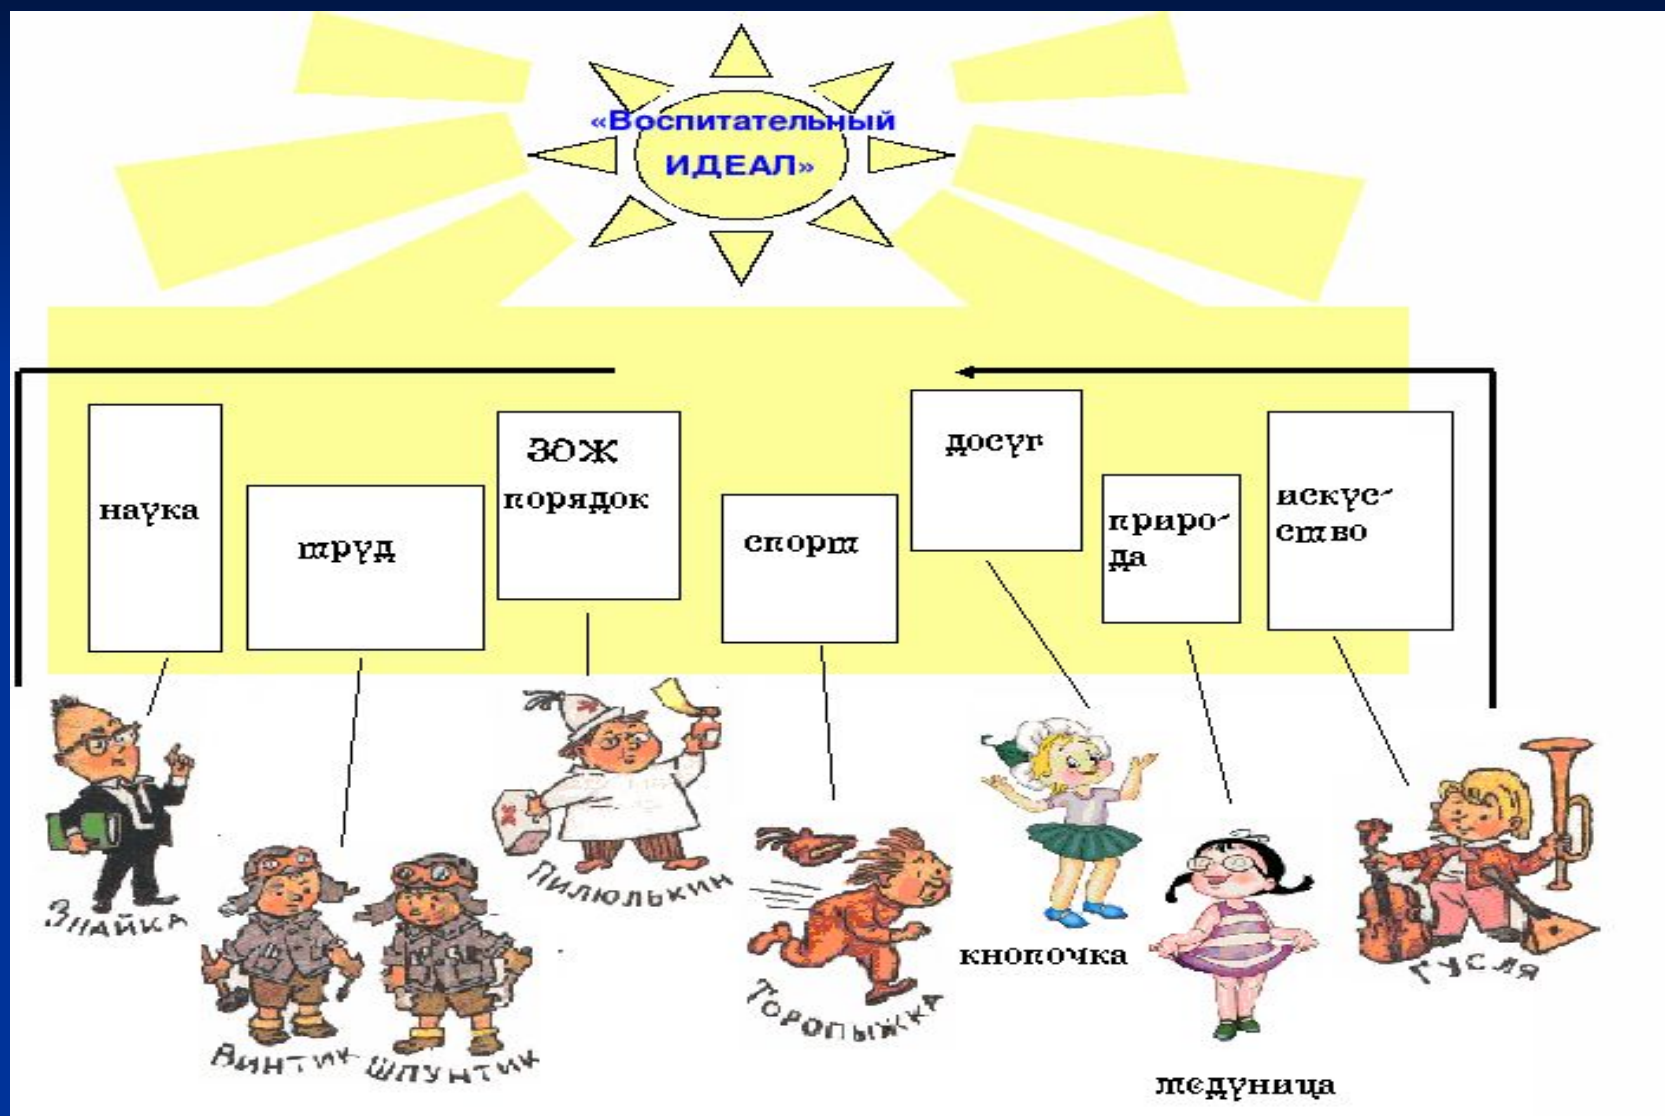 «Воспитательный
ИДЕАЛ»
наука
труд
ЗОЖ
порядок
спорт
досуг
приро-
да
искус-
ство
Знайка
Винтик Шпунтик
Пилюлькин
Торопыжка
кнопочка
медуница
Гусля